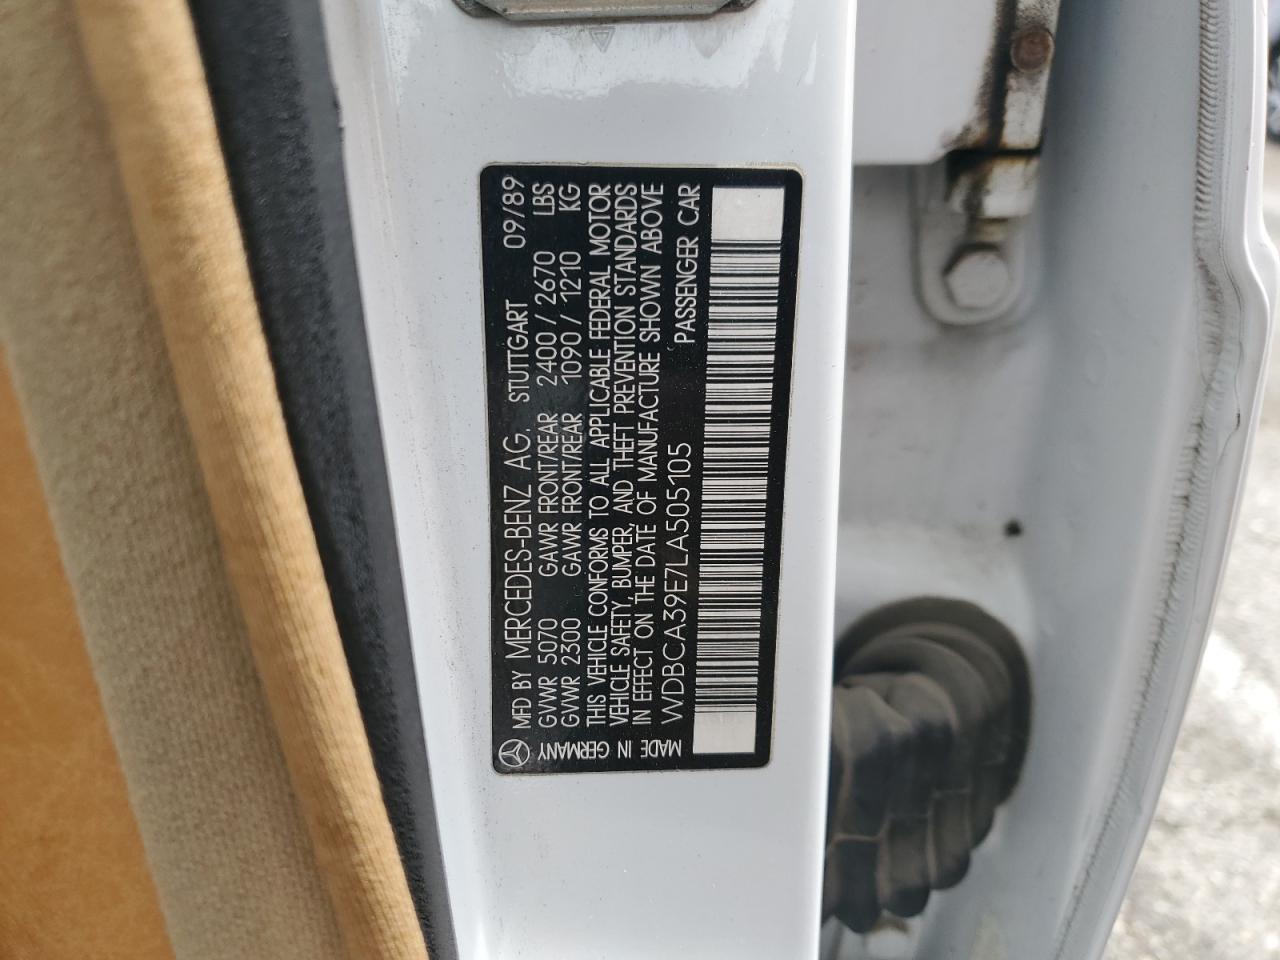 MFD BY MERCEDES-BENZ AG, STUTTGART 09/89
GVWR 5070 GAWR FRONT/REAR 2400 / 2670 LBS
GVWR 2300 GAWR FRONT/REAR 1090 / 1210 KG
THIS VEHICLE CONFORMS TO ALL APPLICABLE FEDERAL MOTOR
VEHICLE SAFETY, BUMPER, AND THEFT PREVENTION STANDARDS
IN EFFECT ON THE DATE OF MANUFACTURE SHOWN ABOVE
WDBCA39E7LA505105 PASSENGER CAR
MADE IN GERMANY